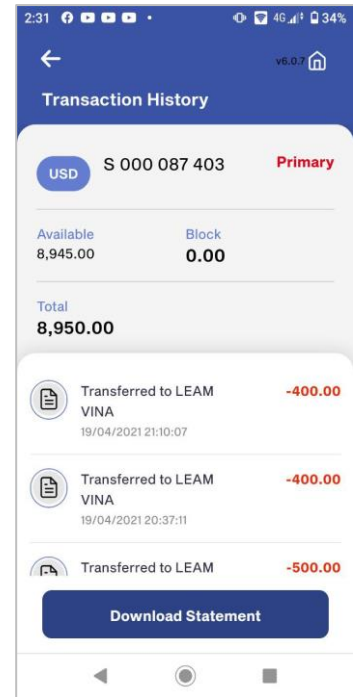 2:31 4G 34%
v6.0.7
Transaction History
USD S 000 087 403 Primary
Available Block
8,945.00 0.00
Total
8,950.00
Transferred to LEAM -400.00
VINA
19/04/2021 21:10:07
Transferred to LEAM -400.00
VINA
19/04/2021 20:37:11
Transferred to LEAM -500.00
Download Statement